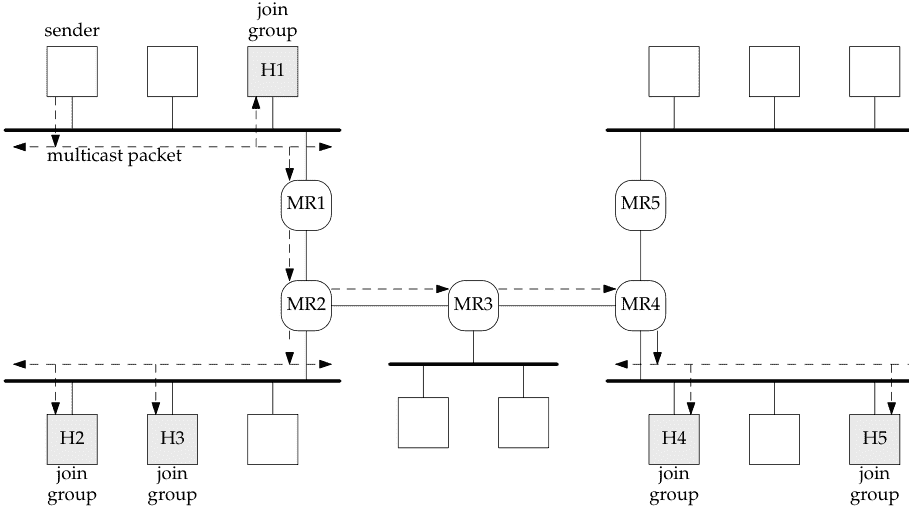 join
group
sender
H1
multicast packet
MR1
MR5
MR2
MR3
MR4
H2
H3
H4
H5
join
group
join
group
join
group
join
group